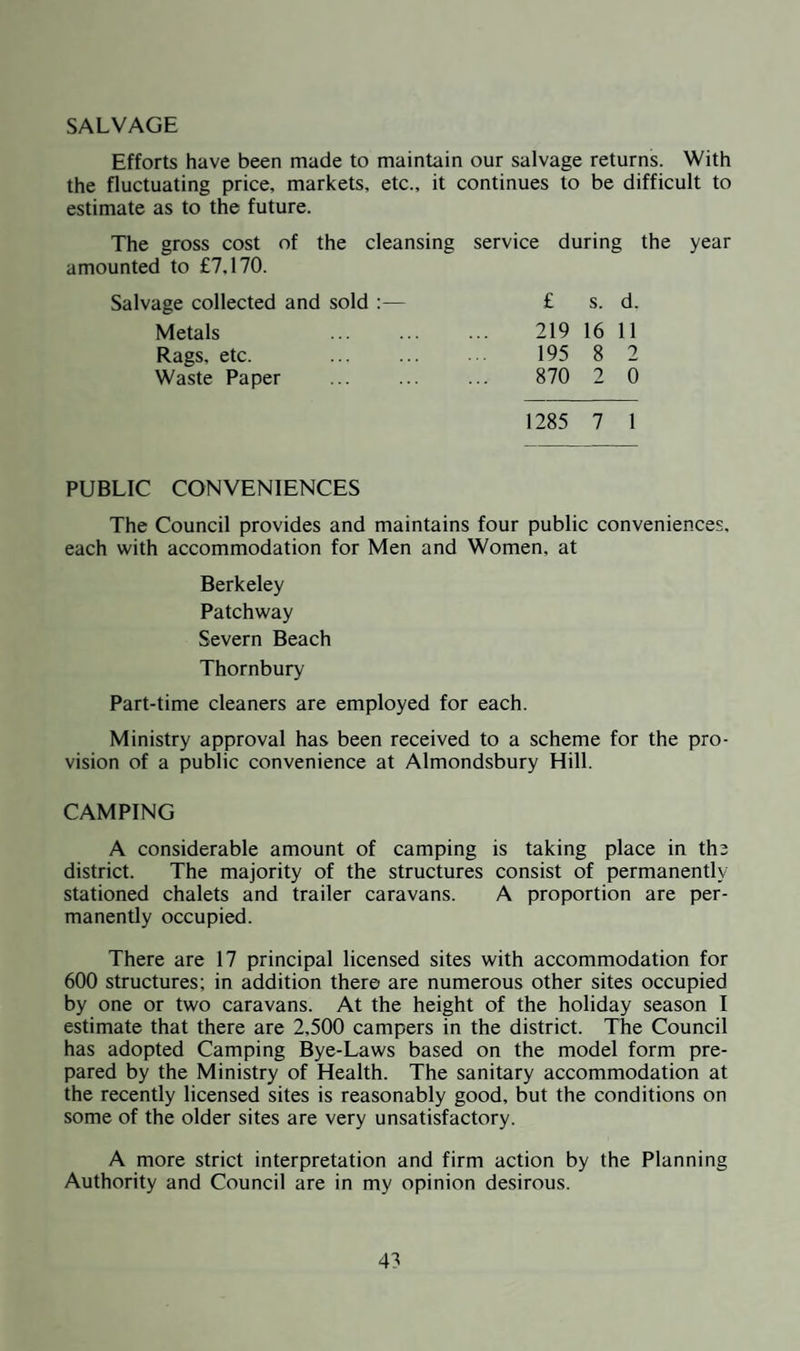 SALVAGE
Efforts have been made to maintain our salvage returns. With
the fluctuating price, markets, etc., it continues to be difficult to
estimate as to the future.
The gross cost of the cleansing service during the year
amounted to £7,170.
Salvage collected and sold :— £ s. d.
Metals ... ... ... 219 16 11
Rags, etc. ... ... ... 195 8 2
Waste Paper ... ... ... 870 2 0
1285 7 1
PUBLIC CONVENIENCES
The Council provides and maintains four public conveniences,
each with accommodation for Men and Women, at
Berkeley
Patchway
Severn Beach
Thornbury
Part-time cleaners are employed for each.
Ministry approval has been received to a scheme for the pro-
vision of a public convenience at Almondsbury Hill.
CAMPING
A considerable amount of camping is taking place in the
district. The majority of the structures consist of permanently
stationed chalets and trailer caravans. A proportion are per-
manently occupied.
There are 17 principal licensed sites with accommodation for
600 structures; in addition there are numerous other sites occupied
by one or two caravans. At the height of the holiday season I
estimate that there are 2,500 campers in the district. The Council
has adopted Camping Bye-Laws based on the model form pre-
pared by the Ministry of Health. The sanitary accommodation at
the recently licensed sites is reasonably good, but the conditions on
some of the older sites are very unsatisfactory.
A more strict interpretation and firm action by the Planning
Authority and Council are in my opinion desirous.
43